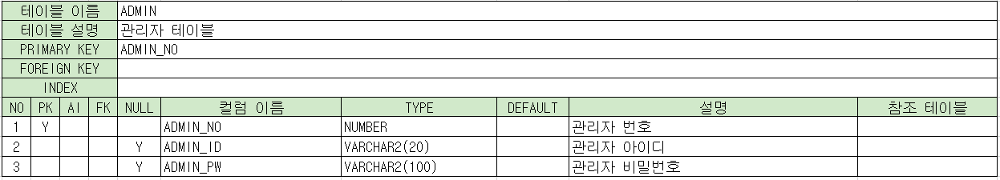 테이블 이름 ADMIN
테이블 설명 관리자 테이블
PRIMARY KEY ADMIN_NO
FOREIGN KEY
INDEX
NO PK AI FK NULL 컬럼 이름 TYPE DEFAULT 설명 참조 테이블
1 Y ADMIN_NO NUMBER 관리자 번호
2 Y ADMIN_ID VARCHAR2(20) 관리자 아이디
3 Y ADMIN_PW VARCHAR2(100) 관리자 비밀번호